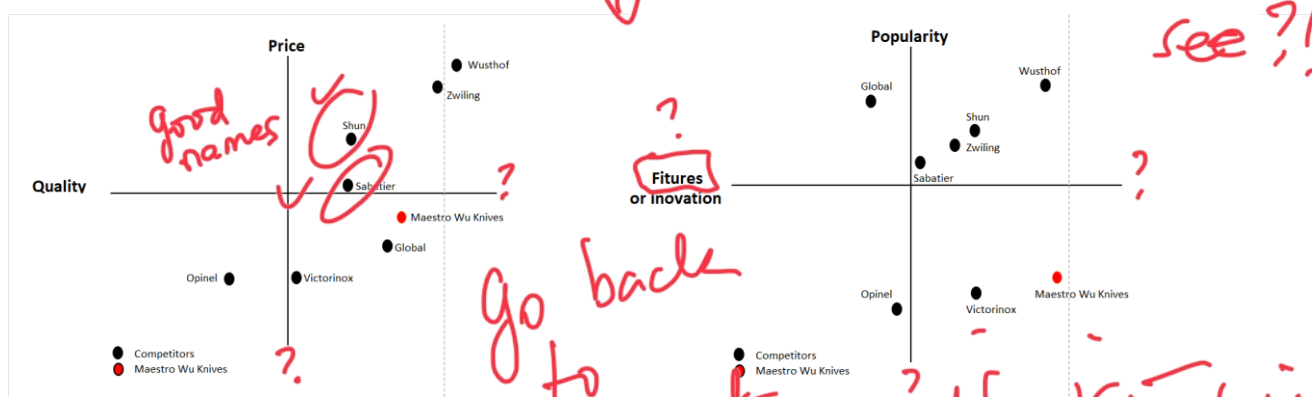 see ?!
Price
Wusthof
Zwiling
good
names
Shun
Quality
Sabatier
?
Maestro Wu Knives
Global
Opinel
Victorinox
Competitors
Maestro Wu Knives
?
go back
to
Popularity
Wusthof
Global
?
Shun
Zwiling
Sabatier
Fitures
or Inovation
?
Maestro Wu Knives
Opinel
Victorinox
Competitors
Maestro Wu Knives
?